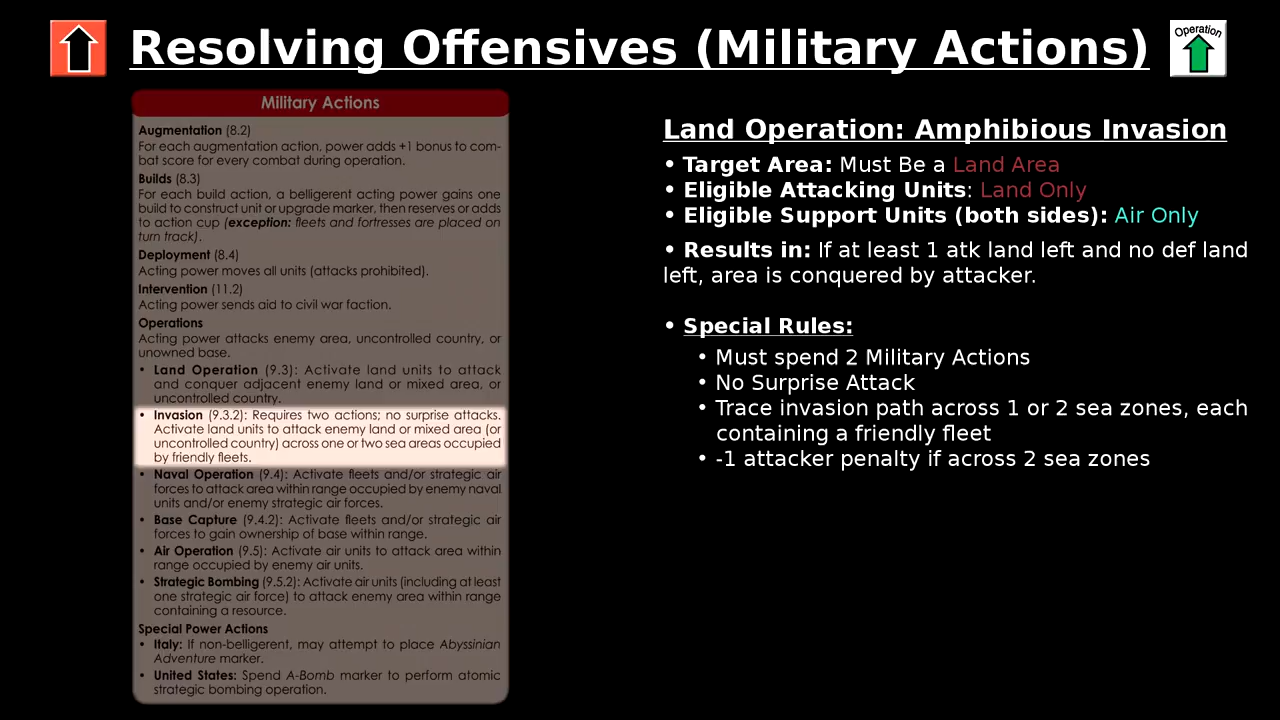 Resolving Offensives (Military Actions)
Operation
Military Actions
Augmentation (8.2)
For each augmentation action, power adds +1 bonus to com-
bat score for every combat during operation.
Builds (8.3)
For each build action, a belligerent acting power gains one
build to construct unit or upgrade marker, then reserves or adds
to action cup (exception: fleets and fortresses are placed on
turn track).
Deployment (8.4)
Acting power moves all units (attacks prohibited).
Intervention (11.2)
Acting power sends aid to civil war faction.
Operations
Acting power attacks enemy area, uncontrolled country, or
unowned base.
• Land Operation (9.3): Activate land units to attack
and conquer adjacent enemy land or mixed area, or
uncontrolled country.
• Invasion (9.3.2): Requires two actions; no surprise attacks.
Activate land units to attack enemy land or mixed area (or
uncontrolled country) across one or two sea areas occupied
by friendly fleets.
• Naval Operation (9.4): Activate fleets and/or strategic air
forces to attack area within range occupied by enemy naval
units and/or enemy strategic air forces.
• Base Capture (9.4.2): Activate fleets and/or strategic air
forces to gain ownership of base within range.
• Air Operation (9.5): Activate air units to attack area within
range occupied by enemy air units.
• Strategic Bombing (9.5.2): Activate air units (including at least
one strategic air force) to attack enemy area within range
containing a resource.
Special Power Actions
• Italy: If non-belligerent, may attempt to place Abyssinian
Adventure marker.
• United States: Spend A-Bomb marker to perform atomic
strategic bombing operation.
Land Operation: Amphibious Invasion
• Target Area: Must Be a Land Area
• Eligible Attacking Units: Land Only
• Eligible Support Units (both sides): Air Only
• Results in: If at least 1 atk land left and no def land
left, area is conquered by attacker.
• Special Rules:
• Must spend 2 Military Actions
• No Surprise Attack
• Trace invasion path across 1 or 2 sea zones, each
containing a friendly fleet
• -1 attacker penalty if across 2 sea zones